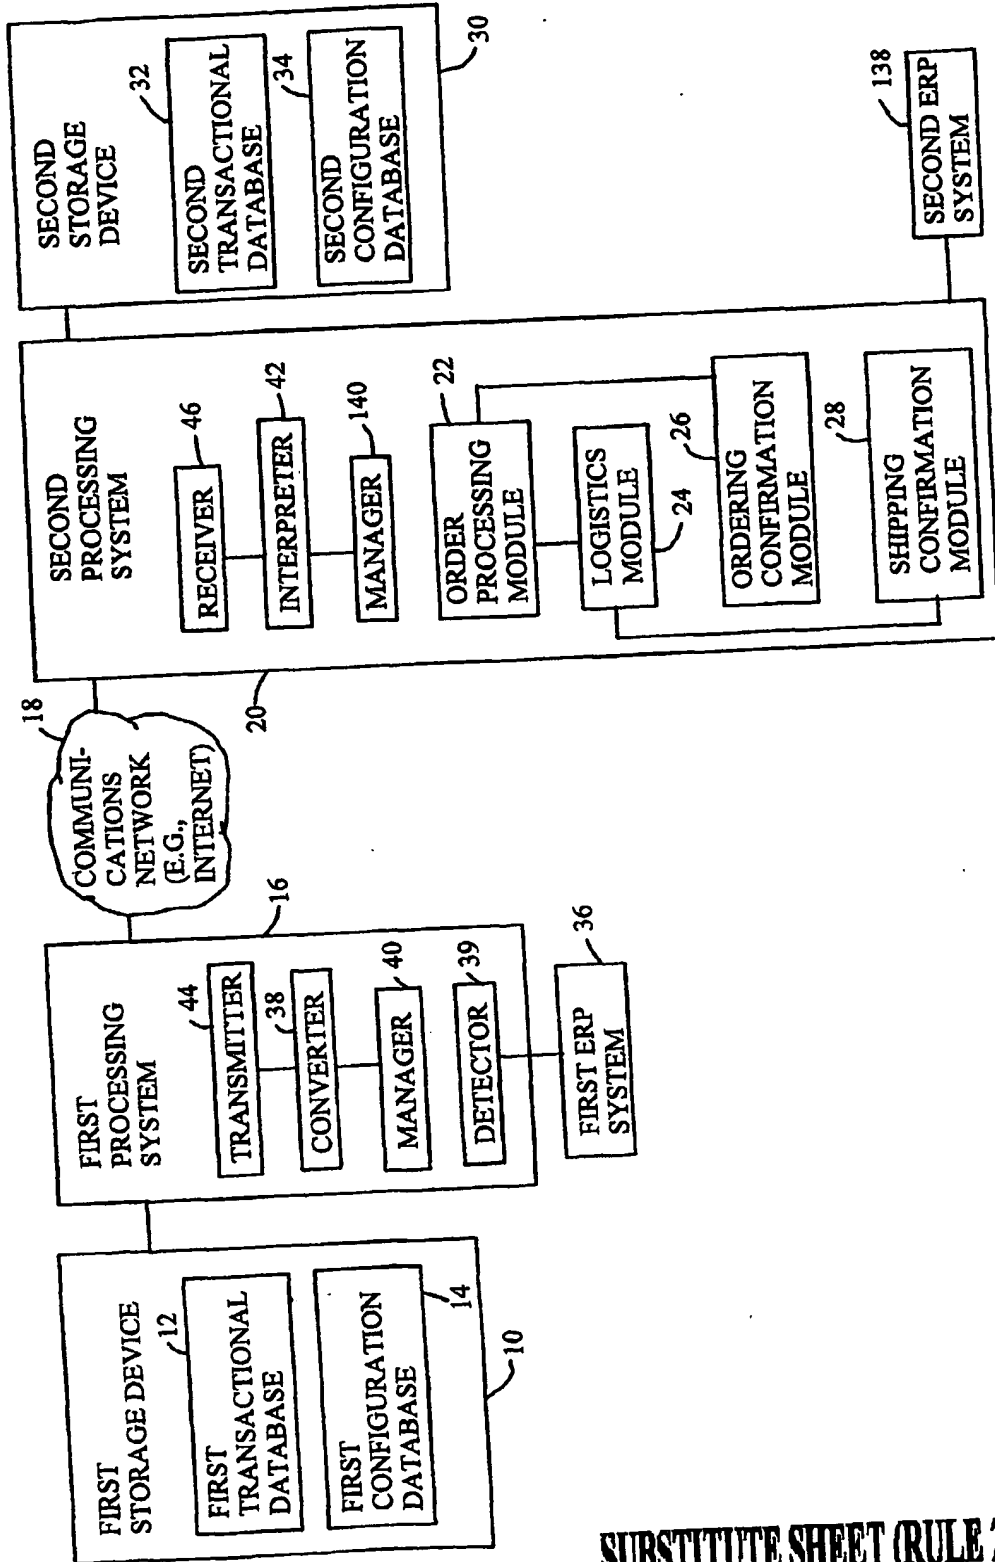 FIRST
STORAGE DEVICE
12
FIRST
TRANSACTIONAL
DATABASE
FIRST
CONFIGURATION
DATABASE
14
10
FIRST
PROCESSING
SYSTEM
44
TRANSMITTER
38
CONVERTER
40
MANAGER
39
DETECTOR
16
36
FIRST ERP
SYSTEM
18
COMMUNI-
CATIONS
NETWORK
(E.G.,
INTERNET)
SECOND
PROCESSING
SYSTEM
46
RECEIVER
42
INTERPRETER
140
MANAGER
22
ORDER
PROCESSING
MODULE
LOGISTICS
MODULE
24
26
ORDERING
CONFIRMATION
MODULE
28
SHIPPING
CONFIRMATION
MODULE
20
SECOND
STORAGE
DEVICE
32
SECOND
TRANSACTIONAL
DATABASE
34
SECOND
CONFIGURATION
DATABASE
30
138
SECOND ERP
SYSTEM
SUBSTITUTE SHEET (RULE